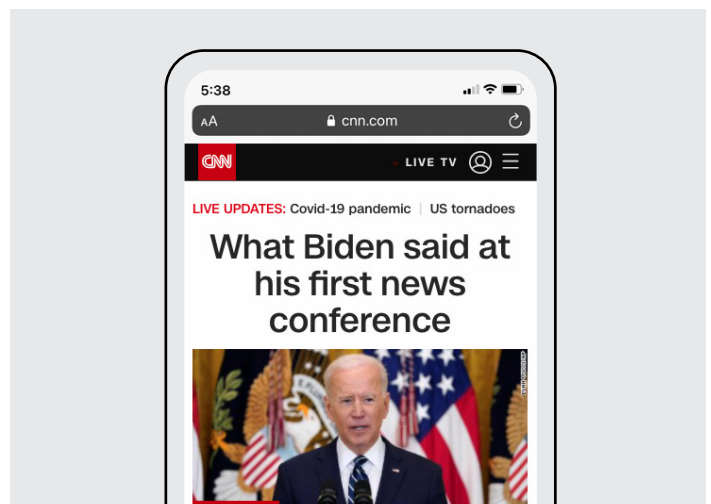 5:38
AA cnn.com
CNN LIVE TV
LIVE UPDATES: Covid-19 pandemic | US tornadoes
What Biden said at
his first news
conference